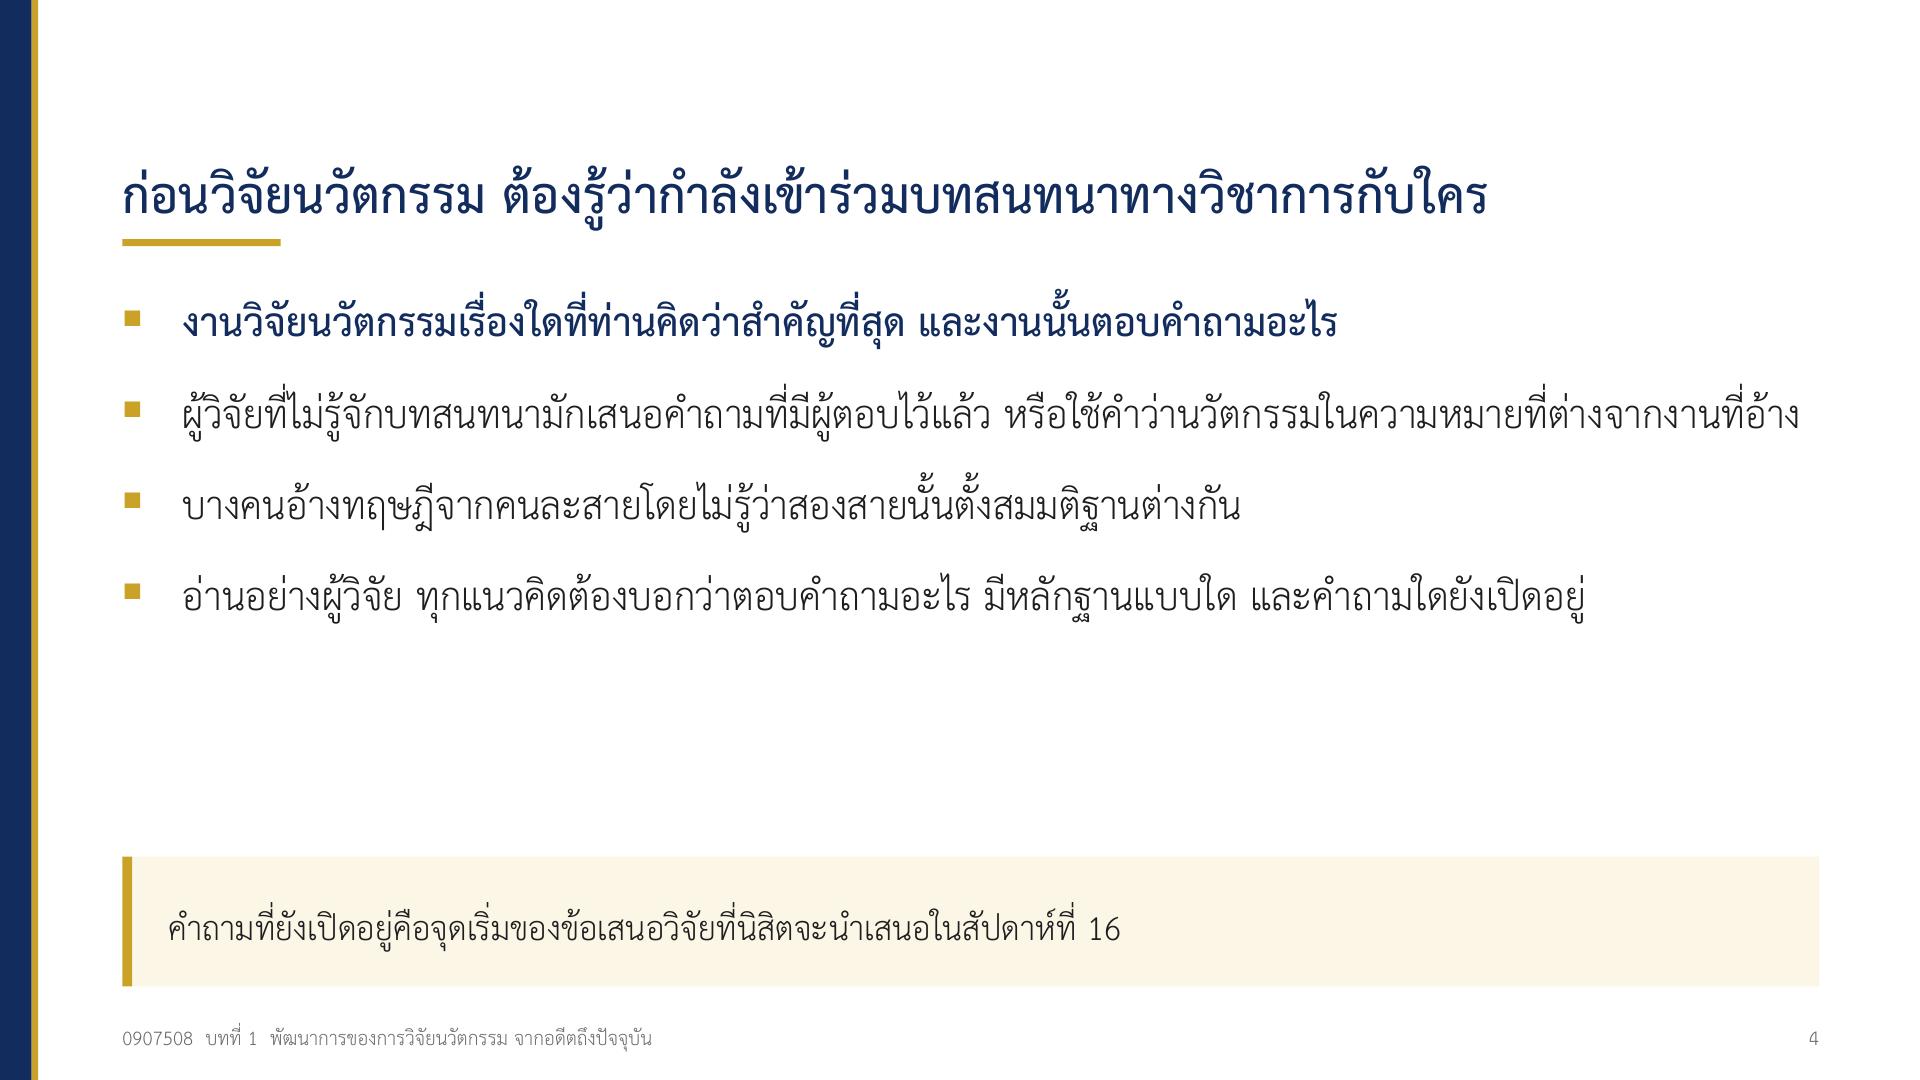 ก่อนวิจัยนวัตกรรม ต้องรู้ว่ากำลังเข้าร่วมบทสนทนาทางวิชาการกับใคร
งานวิจัยนวัตกรรมเรื่องใดที่ท่านคิดว่าสำคัญที่สุด และงานนั้นตอบคำถามอะไร
ผู้วิจัยที่ไม่รู้จักบทสนทนามักเสนอคำถามที่มีผู้ตอบไว้แล้ว หรือใช้คำว่านวัตกรรมในความหมายที่ต่างจากงานที่อ้าง
บางคนอ้างทฤษฎีจากคนละสายโดยไม่รู้ว่าสองสายนั้นตั้งสมมติฐานต่างกัน
อ่านอย่างผู้วิจัย ทุกแนวคิดต้องบอกว่าตอบคำถามอะไร มีหลักฐานแบบใด และคำถามใดยังเปิดอยู่
คำถามที่ยังเปิดอยู่คือจุดเริ่มของข้อเสนอวิจัยที่นิสิตจะนำเสนอในสัปดาห์ที่ 16
0907508 บทที่ 1 พัฒนาการของการวิจัยนวัตกรรม จากอดีตถึงปัจจุบัน
4